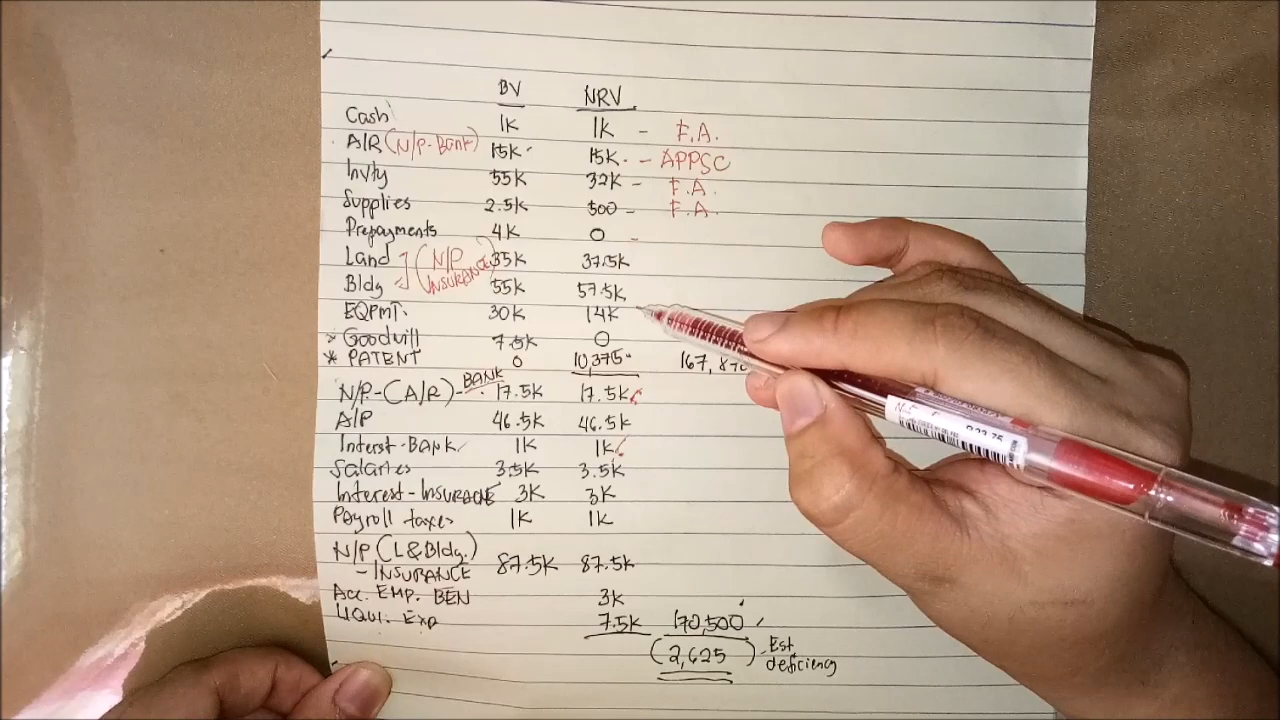 BV NRV
Cash 1K 1K - F.A.
A/R (N/P-Bank) 15K 15K - APPSC
Invty 55K 32K - F.A.
Supplies 2.5K 500 - F.A.
Prepayments 4K 0 -
Land (N/P 35K 37.5K
Bldg INSURANCE) 55K 57.5K
EQPMT. 30K 14K
* Goodwill 7.5K 0
* PATENT 0 10,375
N/P-(A/R)-BANK 17.5K 17.5K
A/P 46.5K 46.5K
Interst-BANK 1K 1K
Salaries 3.5K 3.5K
Interest-INSURANCE 3K 3K
Payroll taxes 1K 1K
N/P (L&Bldg.)
-INSURANCE 87.5K 87.5K
Acc. EMP. BEN 3K
LIQUI. EXP 7.5K 170,500
(2,625) Est.
deficiency